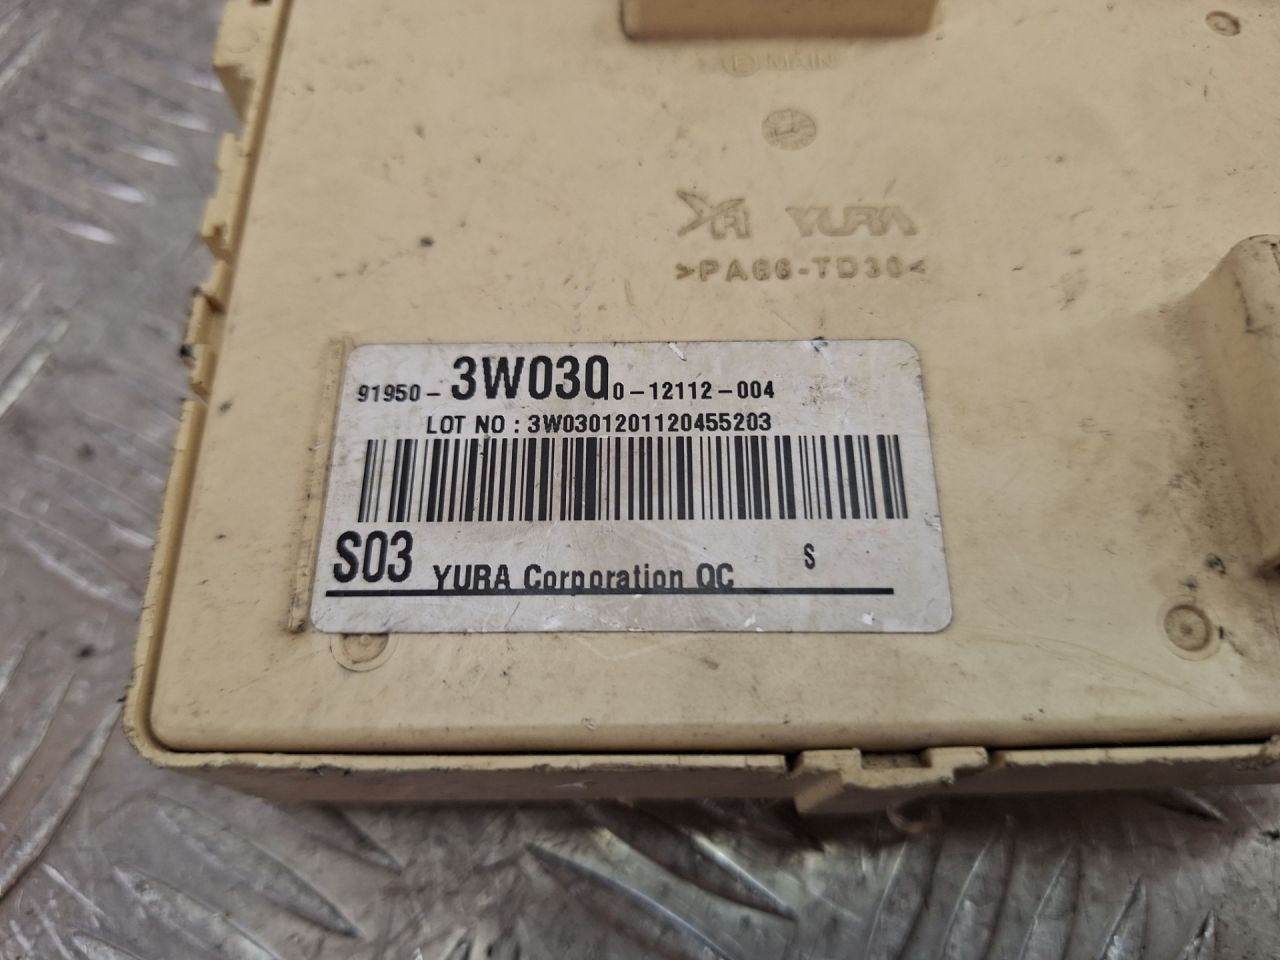 E MAIN
YURA
>PA66-TD30<
91950- 3W030 0-12112-004
LOT NO : 3W0301201120455203
S03 YURA Corporation QC S